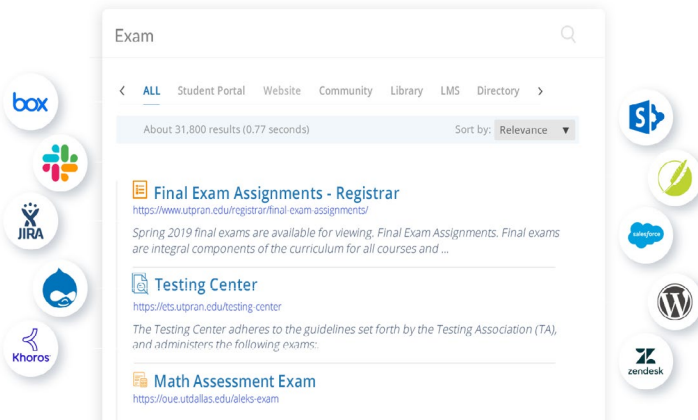 Exam
ALL Student Portal Website Community Library LMS Directory
About 31,800 results (0.77 seconds) Sort by: Relevance
Final Exam Assignments - Registrar
https://www.utpran.edu/registrar/final-exam-assignments/
Spring 2019 final exams are available for viewing. Final Exam Assignments. Final exams
are integral components of the curriculum for all courses and ...
Testing Center
https://ets.utpran.edu/testing-center
The Testing Center adheres to the guidelines set forth by the Testing Association (TA),
and administers the following exams:.
Math Assessment Exam
https://oue.utdallas.edu/aleks-exam
box
JIRA
Khoros
S
salesforce
W
zendesk